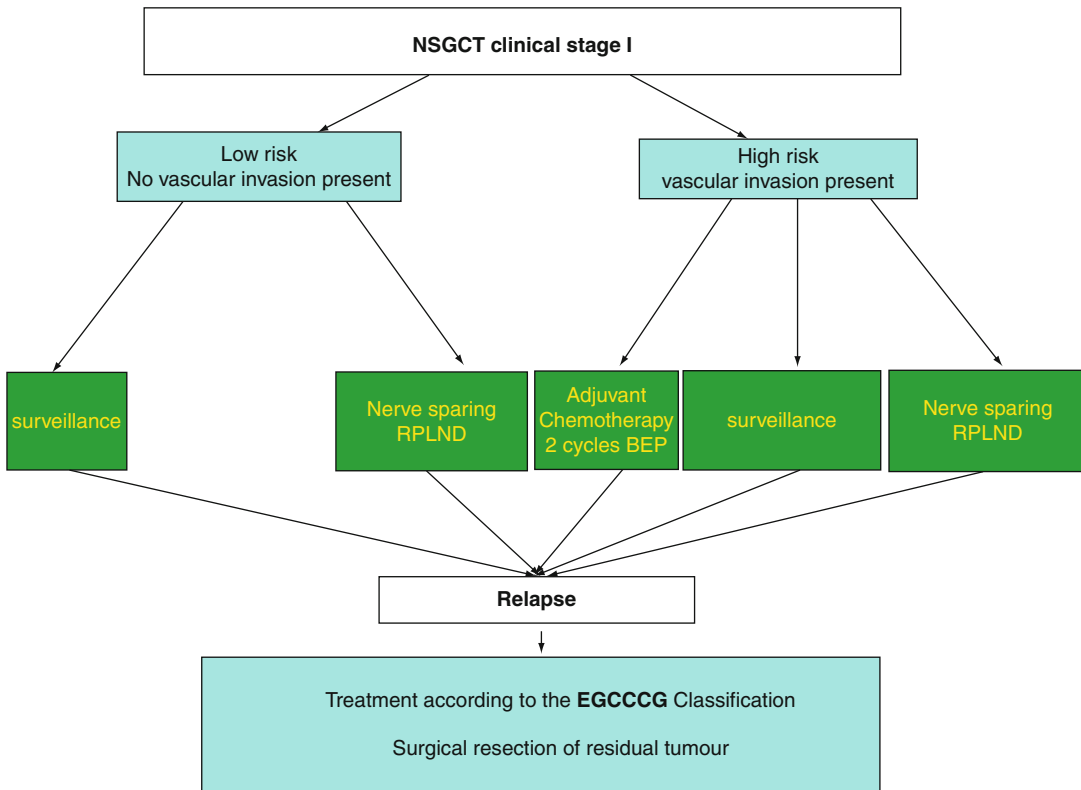 NSGCT clinical stage I
Low risk
No vascular invasion present
High risk
vascular invasion present
surveillance
Nerve sparing
RPLND
Adjuvant
Chemotherapy
2 cycles BEP
surveillance
Nerve sparing
RPLND
Relapse
Treatment according to the EGCCCG Classification
Surgical resection of residual tumour